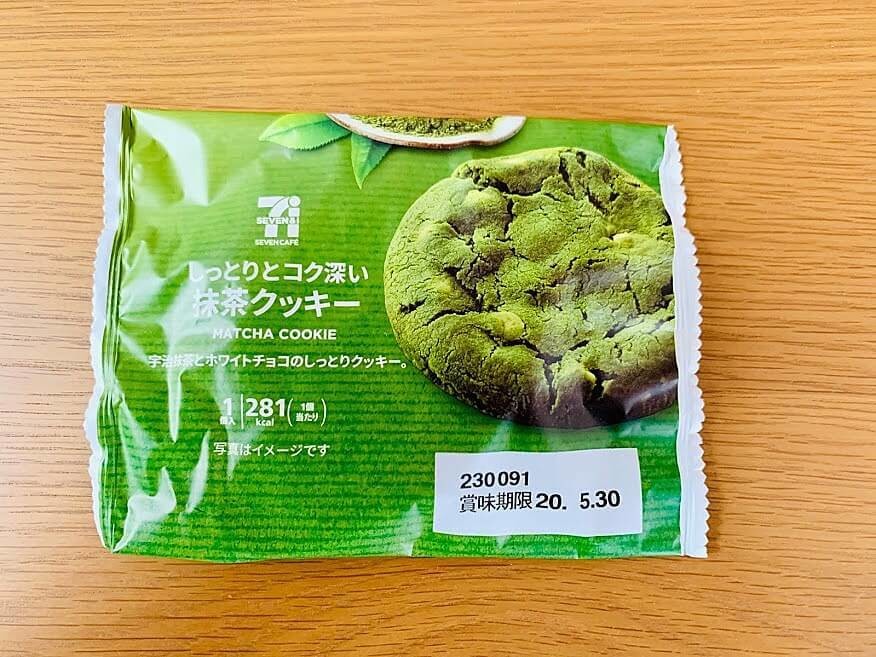 SEVEN&i
SEVEN CAFÉ
しっとりとコク深い
抹茶クッキー
MATCHA COOKIE
宇治抹茶とホワイトチョコのしっとりクッキー。
1個入 281kcal (1個当たり)
写真はイメージです
230091
賞味期限20. 5.30